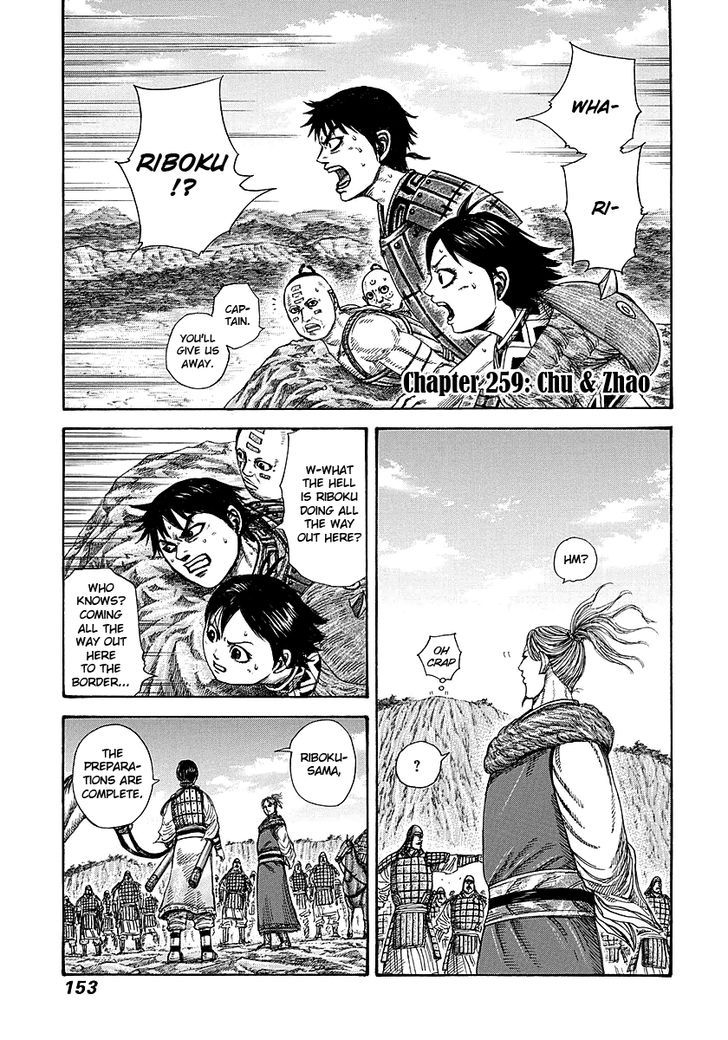 WHA-
RI-
RIBOKU
!?
CAP-
TAIN.
YOU'LL
GIVE US
AWAY.
Chapter 259: Chu & Zhao
HM?
OH
CRAP
?
W-WHAT
THE HELL
IS RIBOKU
DOING ALL
THE WAY
OUT HERE?
WHO
KNOWS?
COMING
ALL THE
WAY OUT
HERE
TO THE
BORDER...
RIBOKU-
SAMA,
THE
PREPARA-
TIONS ARE
COMPLETE.
153